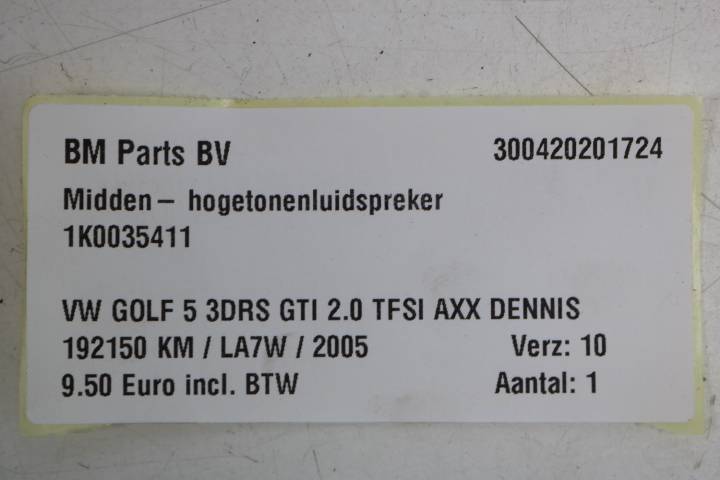 BM Parts BV 300420201724
Midden – hogetonenluidspreker
1K0035411
VW GOLF 5 3DRS GTI 2.0 TFSI AXX DENNIS
192150 KM / LA7W / 2005 Verz: 10
9.50 Euro incl. BTW Aantal: 1